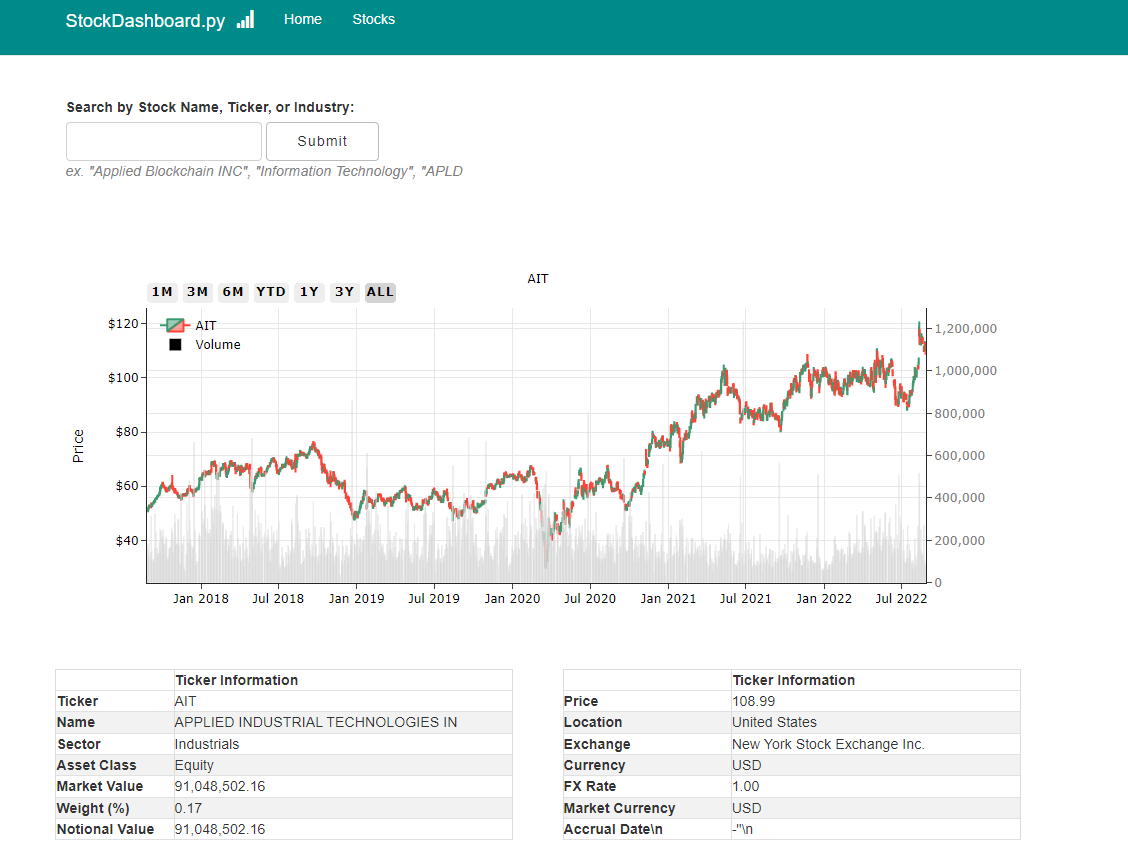 StockDashboard.py Home Stocks
Search by Stock Name, Ticker, or Industry:
Submit
ex. "Applied Blockchain INC", "Information Technology", "APLD
AIT
1M 3M 6M YTD 1Y 3Y ALL
AIT
Volume
Price
$120
$100
$80
$60
$40
1,200,000
1,000,000
800,000
600,000
400,000
200,000
0
Jan 2018 Jul 2018 Jan 2019 Jul 2019 Jan 2020 Jul 2020 Jan 2021 Jul 2021 Jan 2022 Jul 2022
Ticker Information
Ticker AIT
Name APPLIED INDUSTRIAL TECHNOLOGIES IN
Sector Industrials
Asset Class Equity
Market Value 91,048,502.16
Weight (%) 0.17
Notional Value 91,048,502.16
Ticker Information
Price 108.99
Location United States
Exchange New York Stock Exchange Inc.
Currency USD
FX Rate 1.00
Market Currency USD
Accrual Date\n -"\n